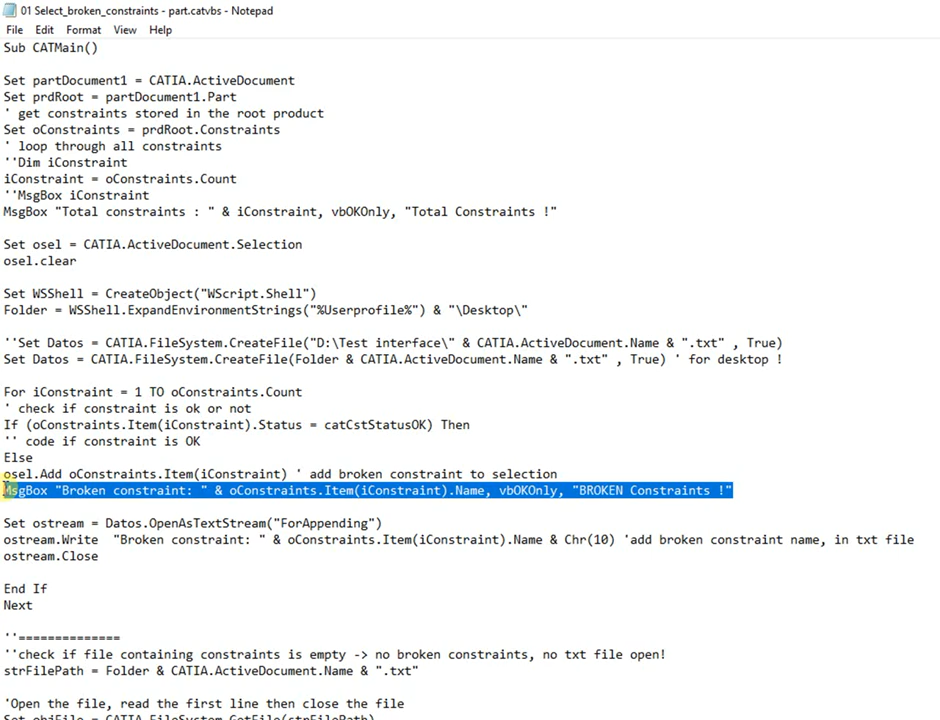 01 Select_broken_constraints - part.catvbs - Notepad
File Edit Format View Help
Sub CATMain()
Set partDocument1 = CATIA.ActiveDocument
Set prdRoot = partDocument1.Part
' get constraints stored in the root product
Set oConstraints = prdRoot.Constraints
' loop through all constraints
''Dim iConstraint
iConstraint = oConstraints.Count
''MsgBox iConstraint
MsgBox "Total constraints : " & iConstraint, vbOKOnly, "Total Constraints !"
Set osel = CATIA.ActiveDocument.Selection
osel.clear
Set WSShell = CreateObject("WScript.Shell")
Folder = WSShell.ExpandEnvironmentStrings("%Userprofile%") & "\Desktop\"
''Set Datos = CATIA.FileSystem.CreateFile("D:\Test interface\" & CATIA.ActiveDocument.Name & ".txt" , True)
Set Datos = CATIA.FileSystem.CreateFile(Folder & CATIA.ActiveDocument.Name & ".txt" , True) ' for desktop !
For iConstraint = 1 TO oConstraints.Count
' check if constraint is ok or not
If (oConstraints.Item(iConstraint).Status = catCstStatusOK) Then
'' code if constraint is OK
Else
osel.Add oConstraints.Item(iConstraint) ' add broken constraint to selection
MsgBox "Broken constraint: " & oConstraints.Item(iConstraint).Name, vbOKOnly, "BROKEN Constraints !"
Set ostream = Datos.OpenAsTextStream("ForAppending")
ostream.Write  "Broken constraint: " & oConstraints.Item(iConstraint).Name & Chr(10) 'add broken constraint name, in txt file
ostream.Close
End If
Next
''==============
''check if file containing constraints is empty -> no broken constraints, no txt file open!
strFilePath = Folder & CATIA.ActiveDocument.Name & ".txt"
'Open the file, read the first line then close the file
Set objFile = CATIA.FileSystem.GetFile(strFilePath)